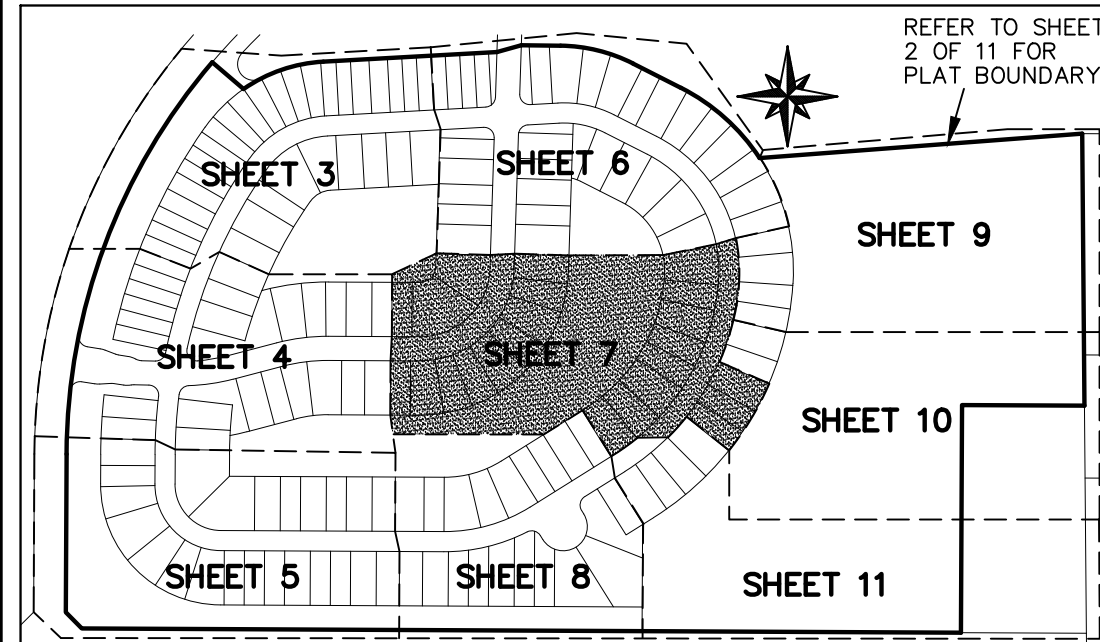 REFER TO SHEET
2 OF 11 FOR
PLAT BOUNDARY
SHEET 3
SHEET 6
SHEET 9
SHEET 4
SHEET 7
SHEET 10
SHEET 5
SHEET 8
SHEET 11